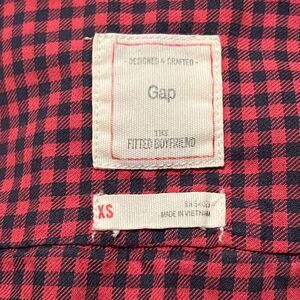 DESIGNED & CRAFTED
Gap
THE
FITTED BOYFRIEND
XS
MADE IN VIETNAM